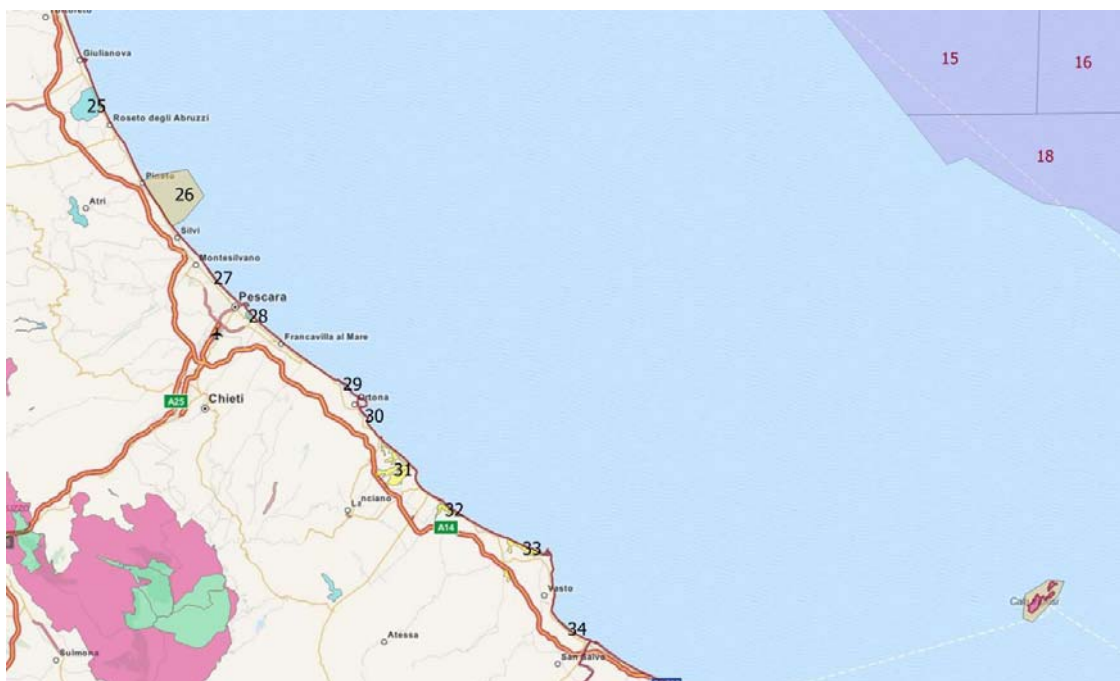 Giulianova
25
Roseto degli Abruzzi
15
16
18
26
Atri
Silvi
Montesilvano
27
Pescara
28
Francavilla al Mare
29
Ortona
30
A25
Chieti
31
Lanciano
32
A14
33
Vasto
34
Atessa
Sulmona
San Salvo